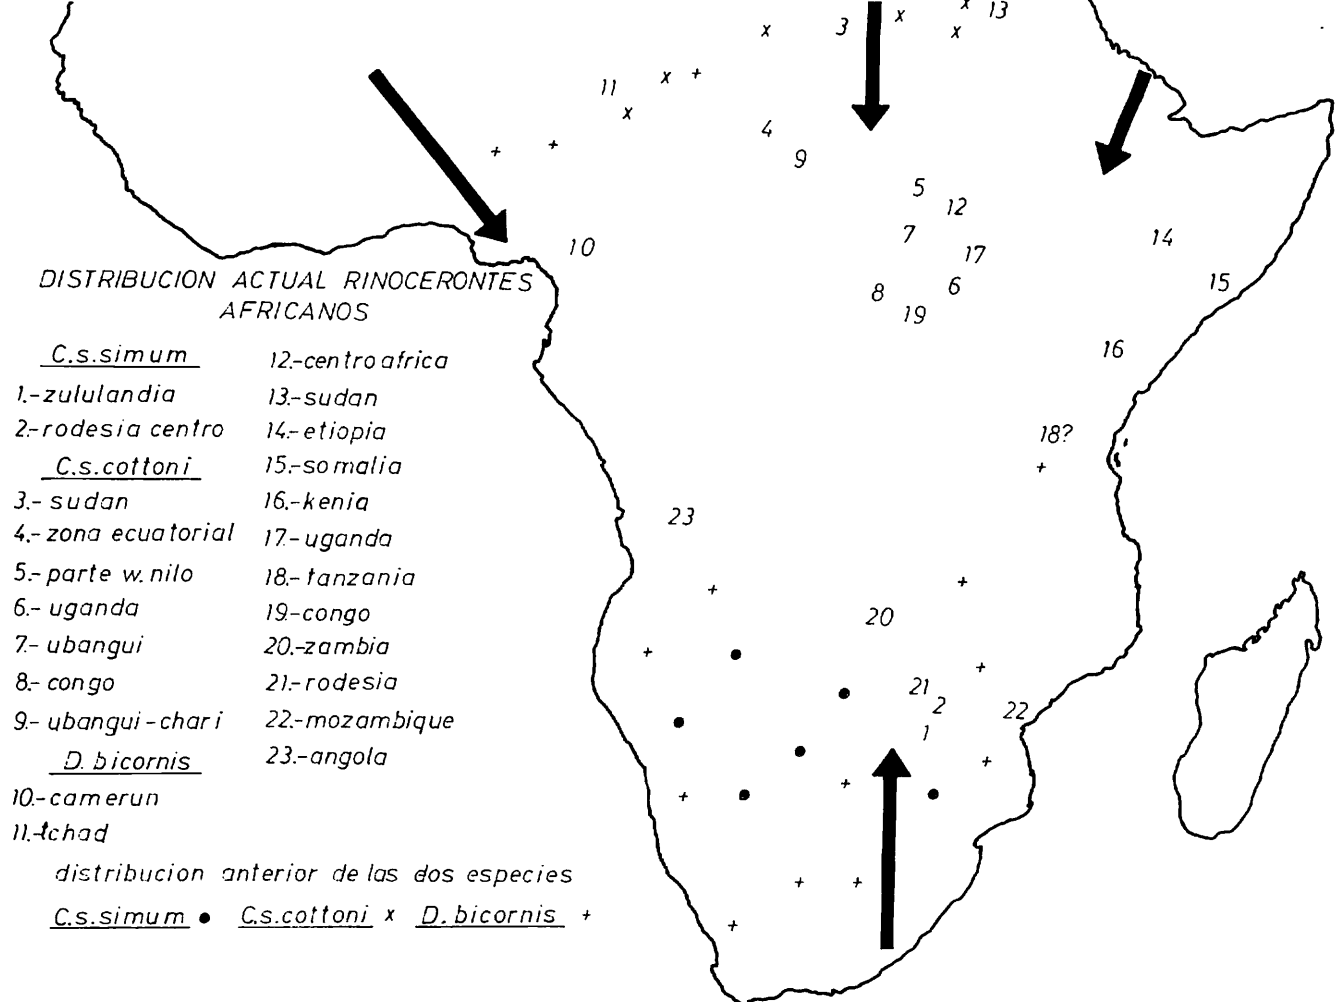 x 3 x x x 13
11 x + x
4
+ + 9
5
12
7
10 14
17
6 15
8
19
16
18?
+
23
+ +
20
+
+
21
2
22
1
+
+ +
+ +
+
DISTRIBUCION ACTUAL RINOCERONTES
AFRICANOS
C.s.simum
1.-zululandia
2.-rodesia centro
C.s.cottoni
3.- sudan
4.- zona ecuatorial
5.- parte w. nilo
6.- uganda
7.- ubangui
8.- congo
9.- ubangui-chari
D. bicornis
10.-camerun
11.-tchad
12.-centroafrica
13.-sudan
14.-etiopia
15.-somalia
16.-kenia
17.-uganda
18.-tanzania
19.-congo
20.-zambia
21.-rodesia
22.-mozambique
23.-angola
distribucion anterior de las dos especies
C.s.simum ● C.s.cottoni x D. bicornis +